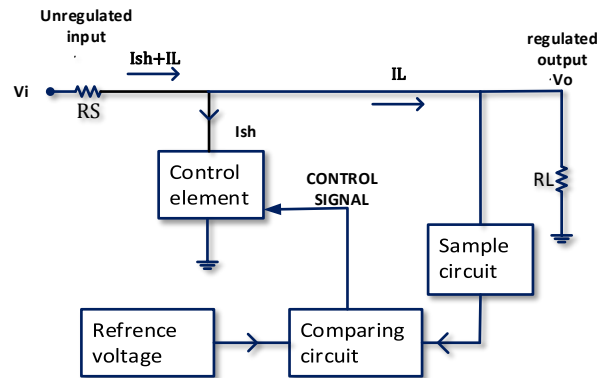 Unregulated
input
Ish+IL
IL
regulated
output
Vo
Vi
RS
Ish
Control
element
CONTROL
SIGNAL
RL
Sample
circuit
Refrence
voltage
Comparing
circuit